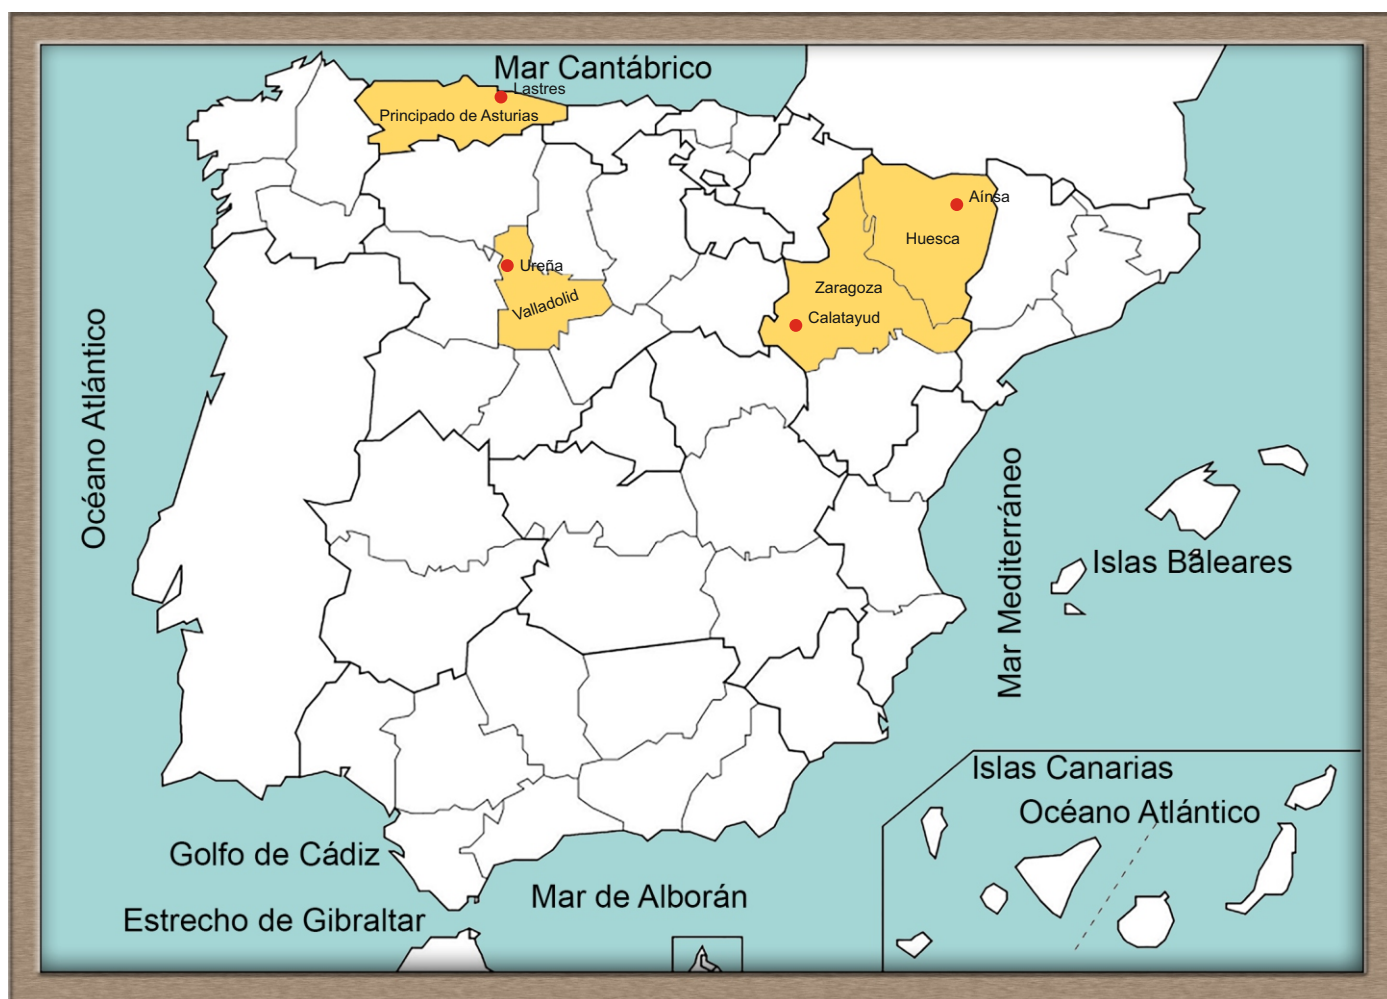 Mar Cantábrico
Lastres
Principado de Asturias
Aínsa
Huesca
Ureña
Valladolid
Zaragoza
Calatayud
Océano Atlántico
Mar Mediterráneo
Islas Baleares
Islas Canarias
Océano Atlántico
Golfo de Cádiz
Mar de Alborán
Estrecho de Gibraltar